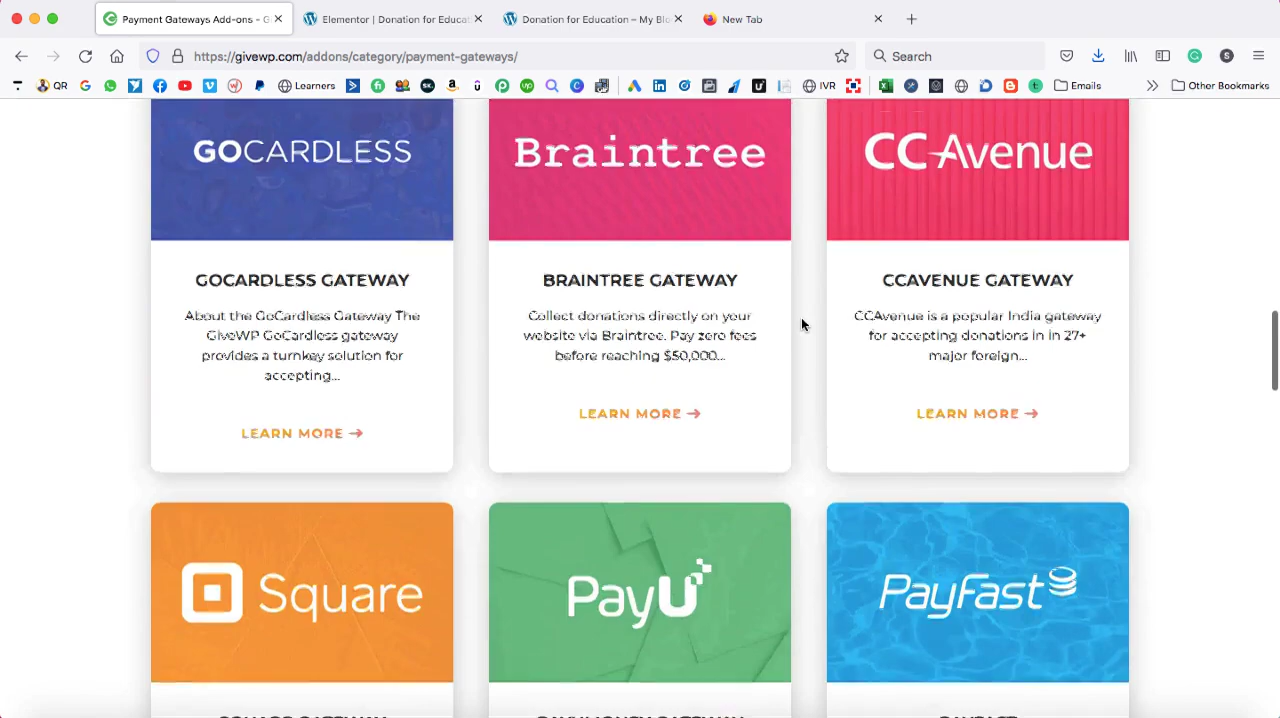 Payment Gateways Add-ons - G
Elementor | Donation for Educat
Donation for Education – My Blo
New Tab
https://givewp.com/addons/category/payment-gateways/
Search
S
QR
Learners
IVR
Emails
Other Bookmarks
GOCARDLESS
Braintree
CCAvenue
GOCARDLESS GATEWAY
About the GoCardless Gateway The
GiveWP GoCardless gateway
provides a turnkey solution for
accepting...
LEARN MORE →
BRAINTREE GATEWAY
Collect donations directly on your
website via Braintree. Pay zero fees
before reaching $50,000...
LEARN MORE →
CCAVENUE GATEWAY
CCAvenue is a popular India gateway
for accepting donations in in 27+
major foreign...
LEARN MORE →
Square
PayU
PayFast